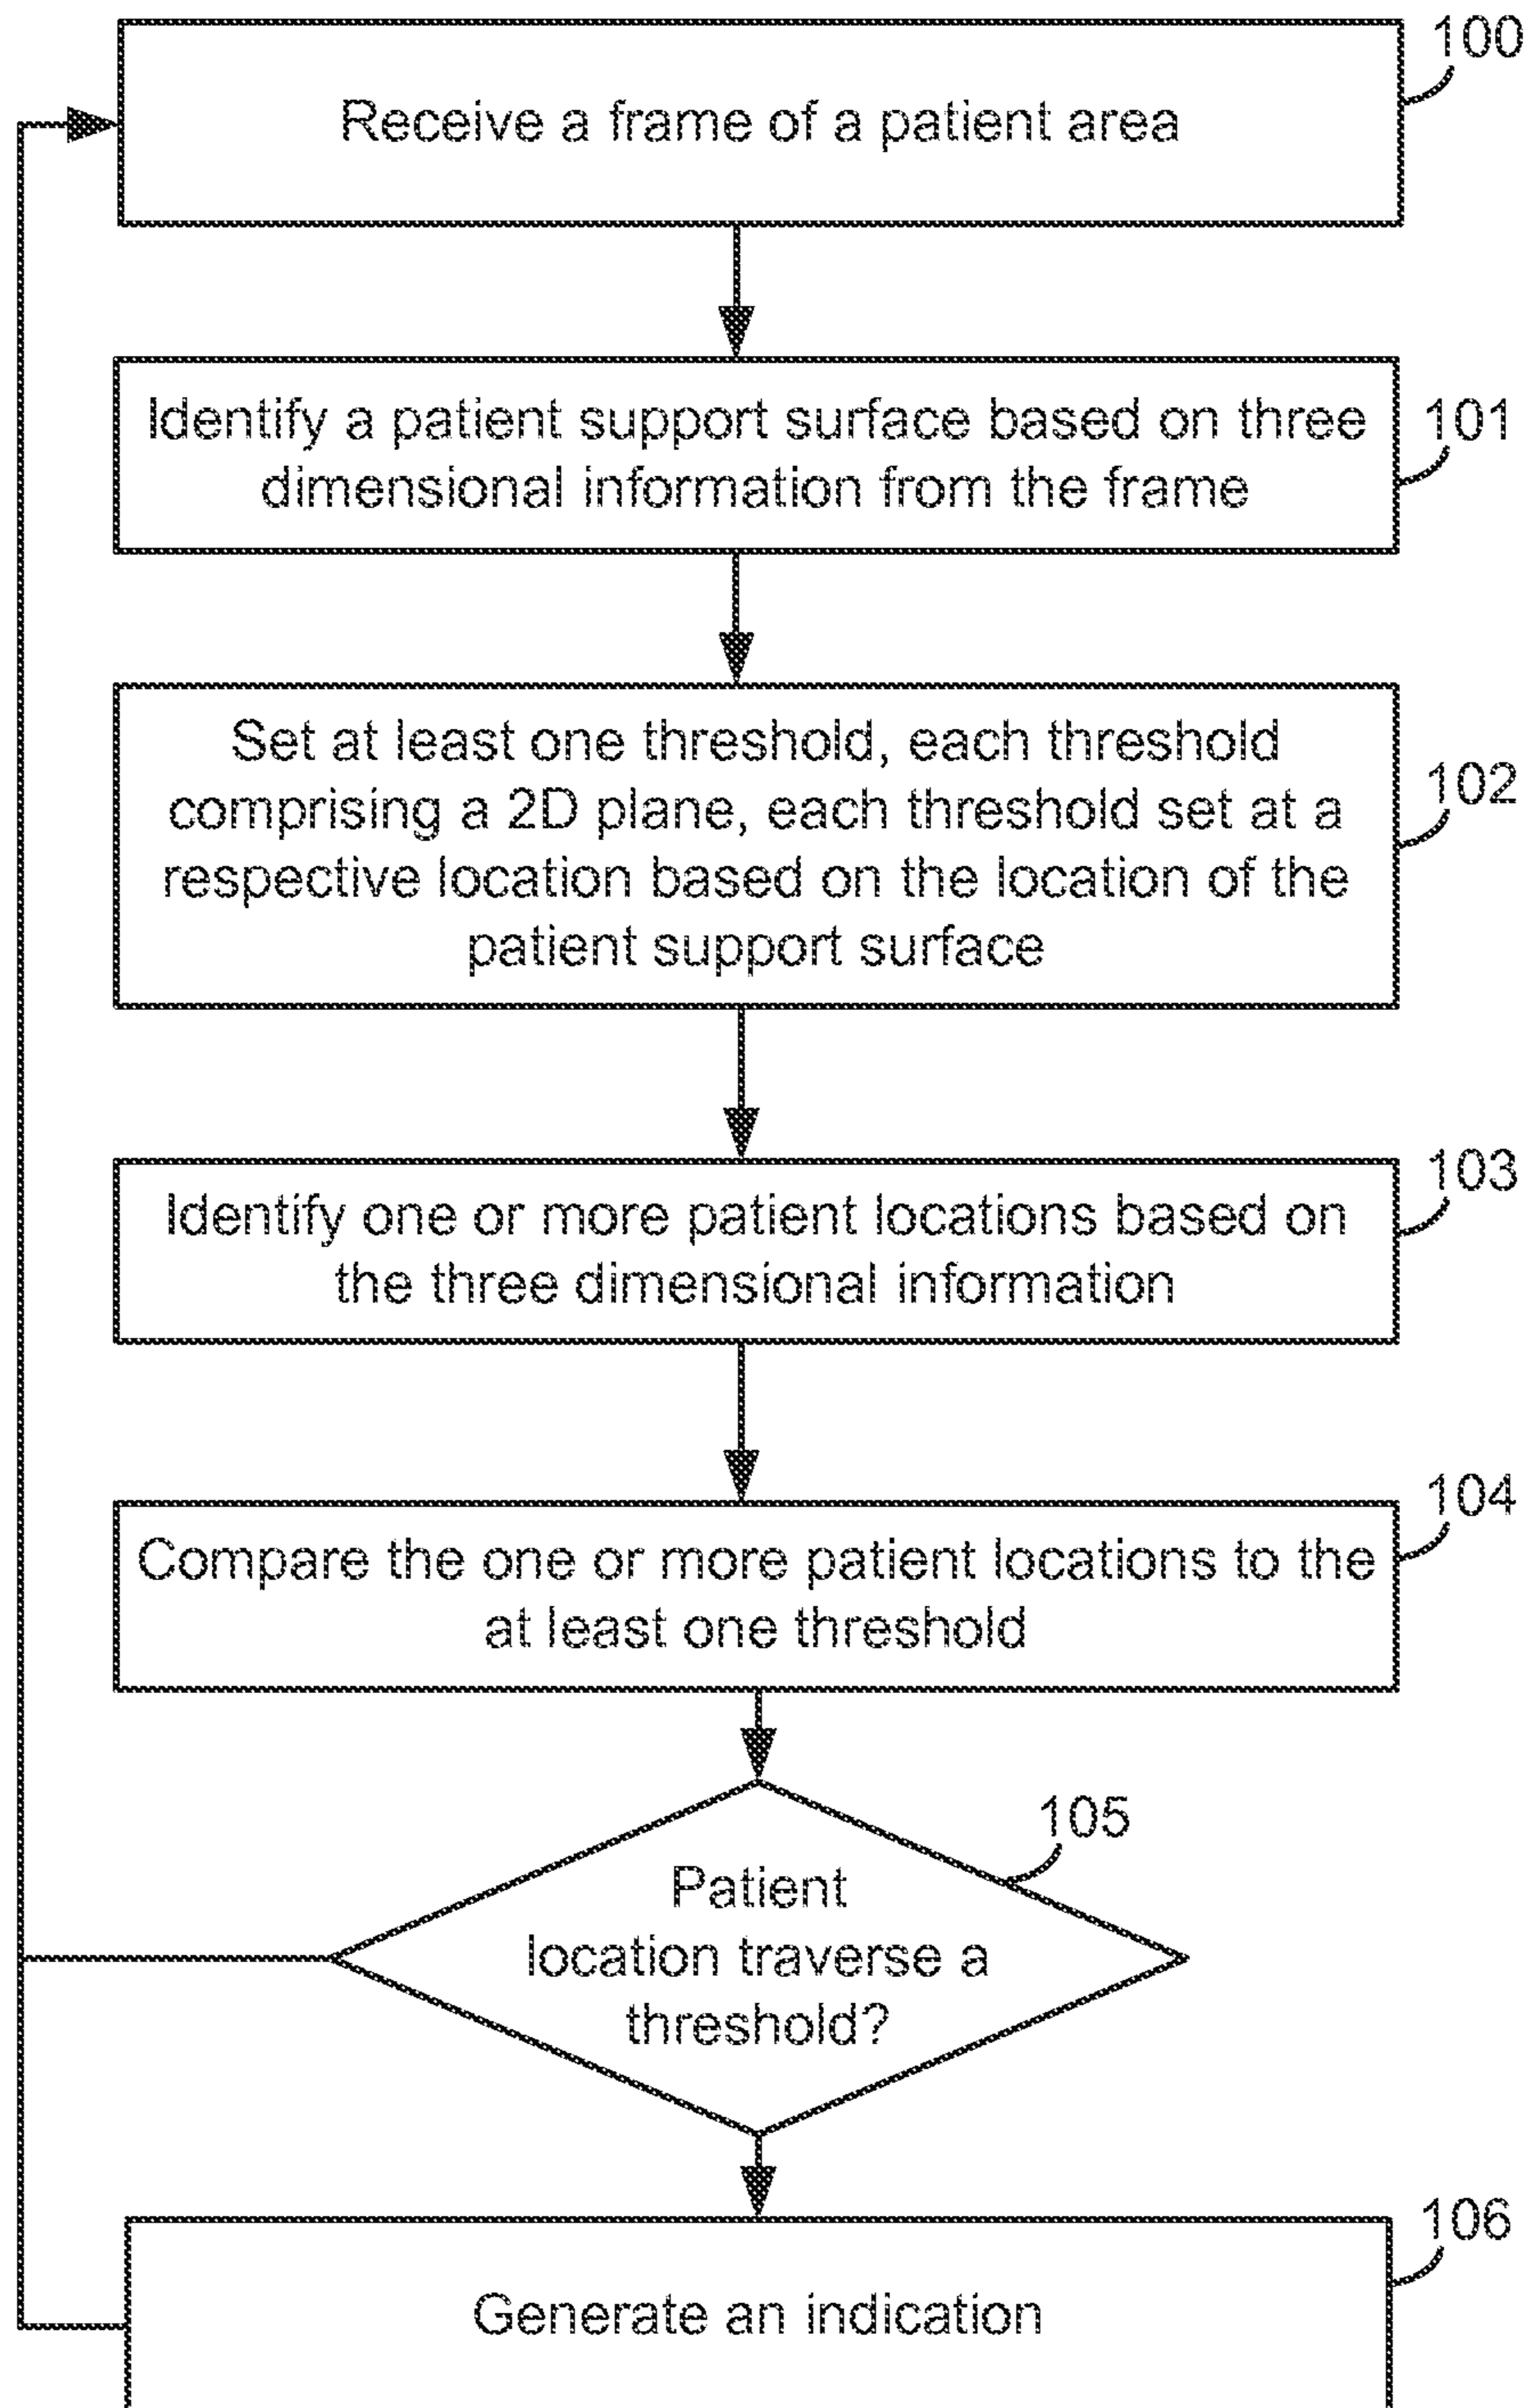 100
Receive a frame of a patient area
Identify a patient support surface based on three
dimensional information from the frame
101
Set at least one threshold, each threshold
comprising a 2D plane, each threshold set at a
respective location based on the location of the
patient support surface
102
Identify one or more patient locations based on
the three dimensional information
103
Compare the one or more patient locations to the
at least one threshold
104
Patient
location traverse a
threshold?
105
Generate an indication
106